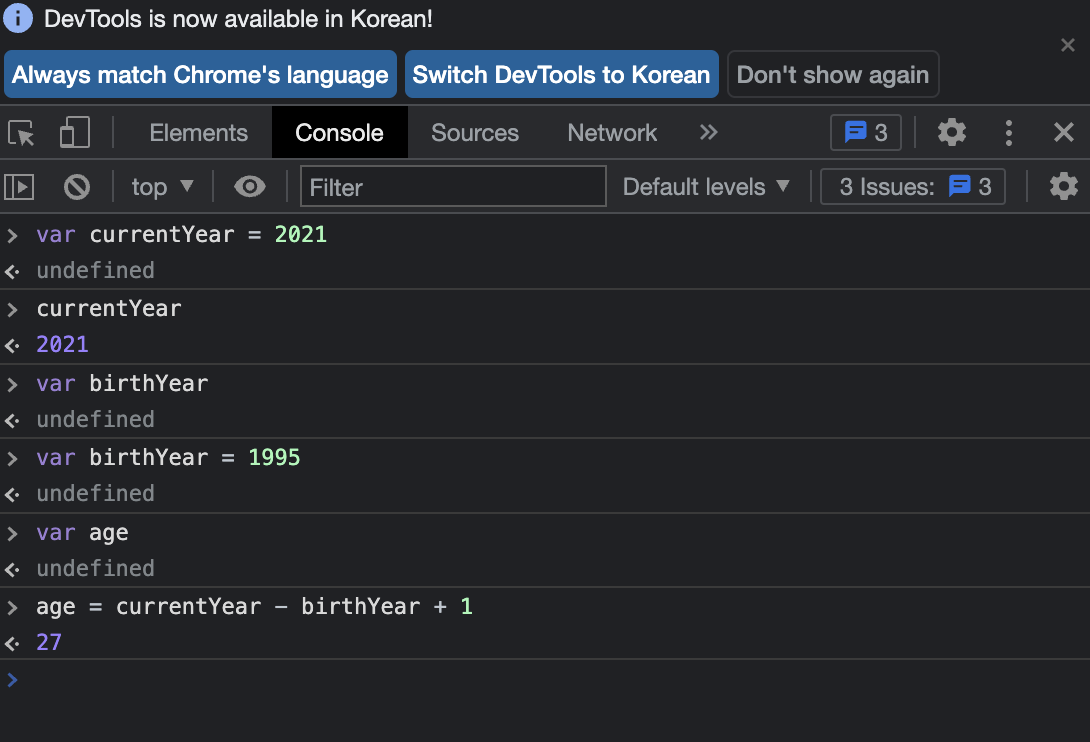 DevTools is now available in Korean!
Always match Chrome's language Switch DevTools to Korean Don't show again
Elements Console Sources Network 3
top Filter Default levels 3 Issues: 3
var currentYear = 2021
undefined
currentYear
2021
var birthYear
undefined
var birthYear = 1995
undefined
var age
undefined
age = currentYear - birthYear + 1
27